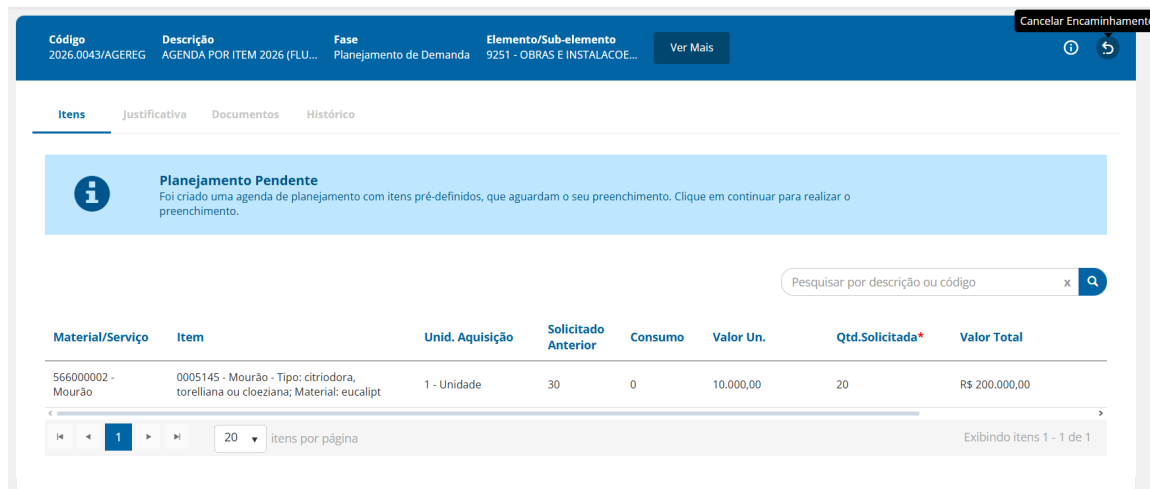 Cancelar Encaminhamento
Código Descrição Fase Elemento/Sub-elemento
2026.0043/AGEREG AGENDA POR ITEM 2026 (FLU... Planejamento de Demanda 9251 - OBRAS E INSTALACOE... Ver Mais
Itens Justificativa Documentos Histórico
Planejamento Pendente
Foi criado uma agenda de planejamento com itens pré-definidos, que aguardam o seu preenchimento. Clique em continuar para realizar o
preenchimento.
Pesquisar por descrição ou código x
Material/Serviço Item Unid. Aquisição Solicitado Anterior Consumo Valor Un. Qtd.Solicitada* Valor Total
566000002 - 0005145 - Mourão - Tipo: citriodora,
Mourão torelliana ou cloeziana; Material: eucalipt 1 - Unidade 30 0 10.000,00 20 R$ 200.000,00
1 20 itens por página Exibindo itens 1 - 1 de 1